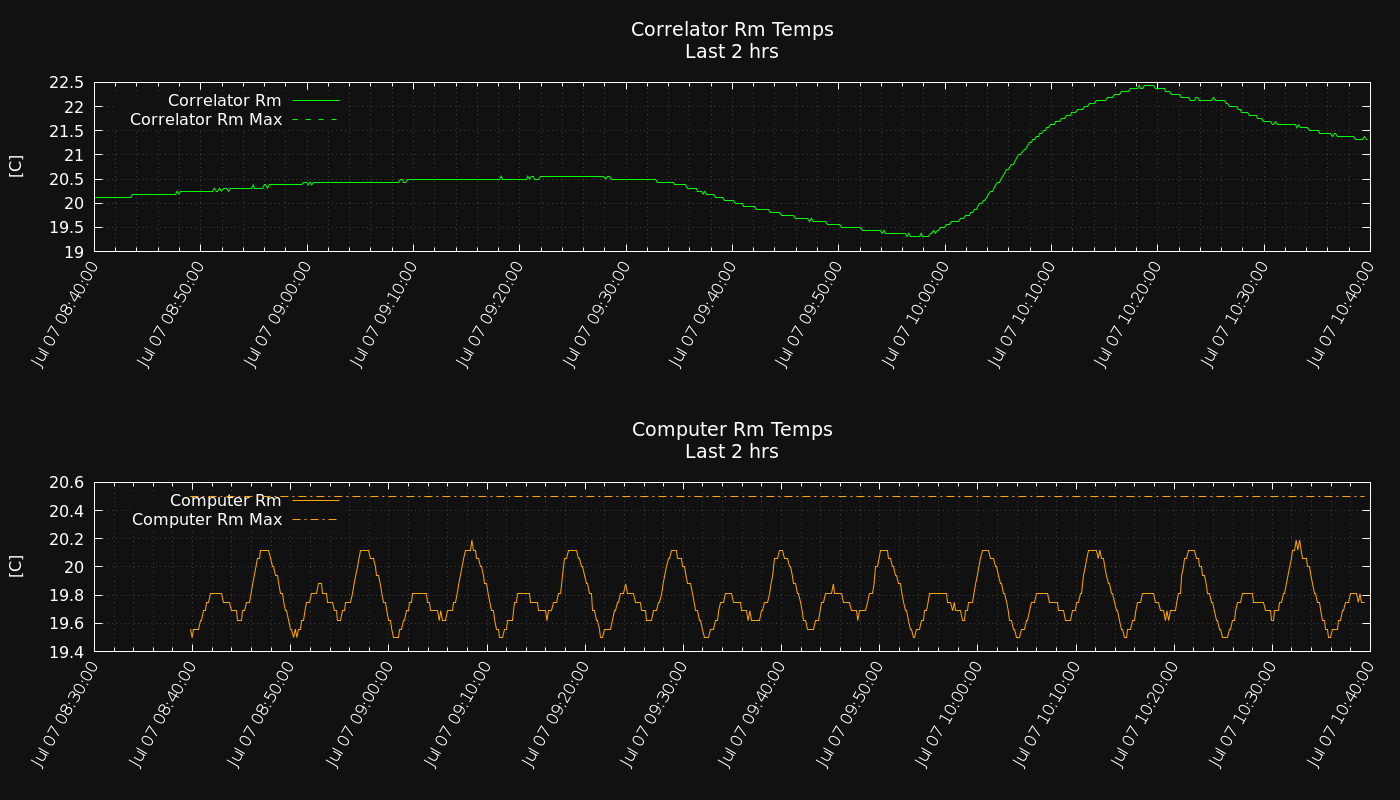 Correlator Rm Temps
Last 2 hrs
22.5
22
21.5
21
20.5
20
19.5
19
[C]
Correlator Rm
Correlator Rm Max
Jul 07 08:40:00
Jul 07 08:50:00
Jul 07 09:00:00
Jul 07 09:10:00
Jul 07 09:20:00
Jul 07 09:30:00
Jul 07 09:40:00
Jul 07 09:50:00
Jul 07 10:00:00
Jul 07 10:10:00
Jul 07 10:20:00
Jul 07 10:30:00
Jul 07 10:40:00
Computer Rm Temps
Last 2 hrs
20.6
20.4
20.2
20
19.8
19.6
19.4
[C]
Computer Rm
Computer Rm Max
Jul 07 08:30:00
Jul 07 08:40:00
Jul 07 08:50:00
Jul 07 09:00:00
Jul 07 09:10:00
Jul 07 09:20:00
Jul 07 09:30:00
Jul 07 09:40:00
Jul 07 09:50:00
Jul 07 10:00:00
Jul 07 10:10:00
Jul 07 10:20:00
Jul 07 10:30:00
Jul 07 10:40:00